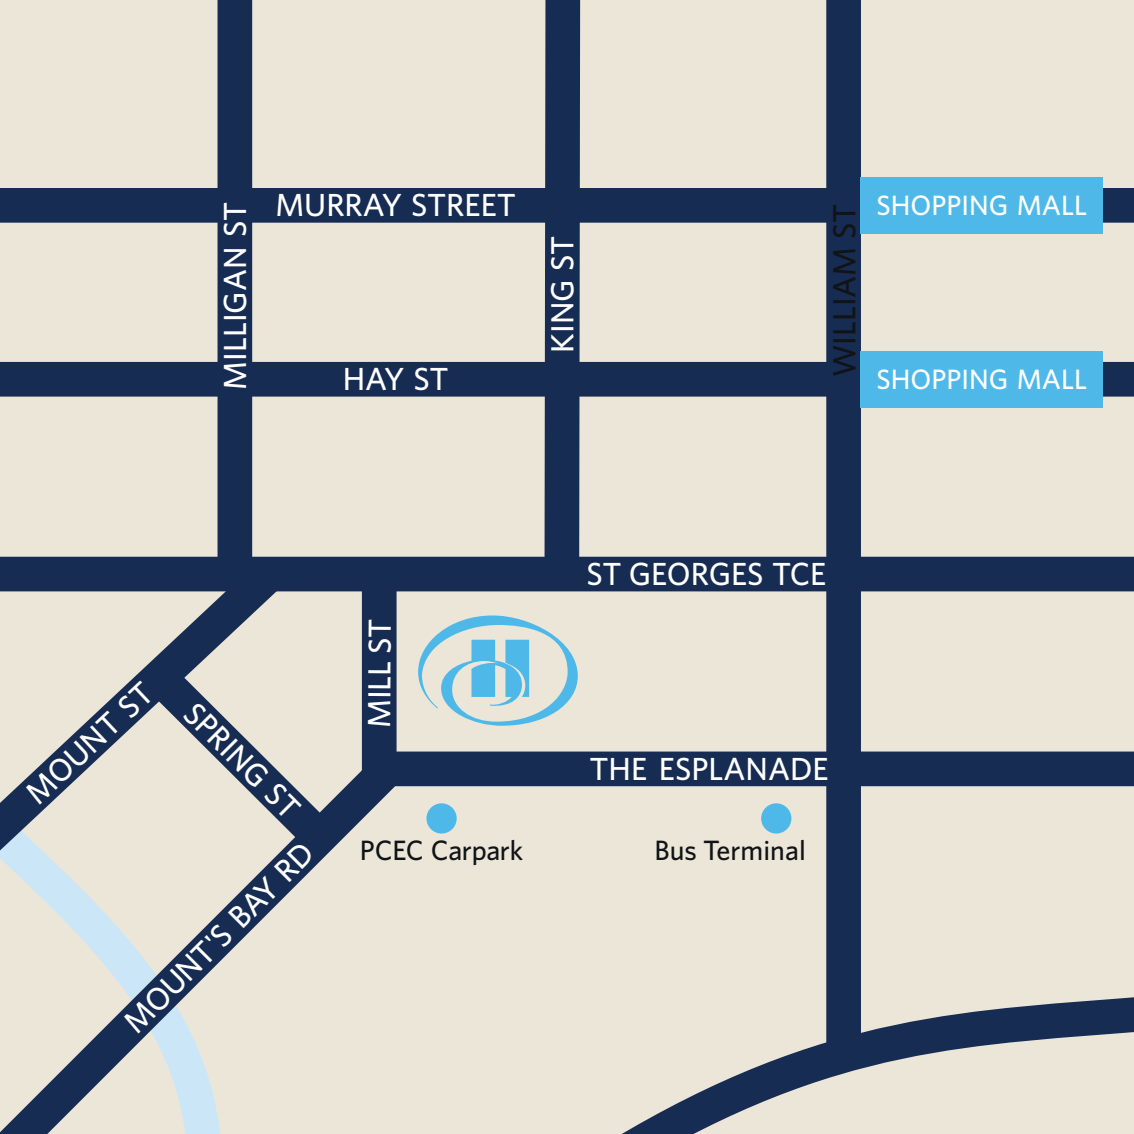 MURRAY STREET
SHOPPING MALL
MILLIGAN ST
KING ST
WILLIAM ST
HAY ST
SHOPPING MALL
ST GEORGES TCE
MILL ST
H
MOUNT ST
SPRING ST
THE ESPLANADE
PCEC Carpark
Bus Terminal
MOUNT'S BAY RD